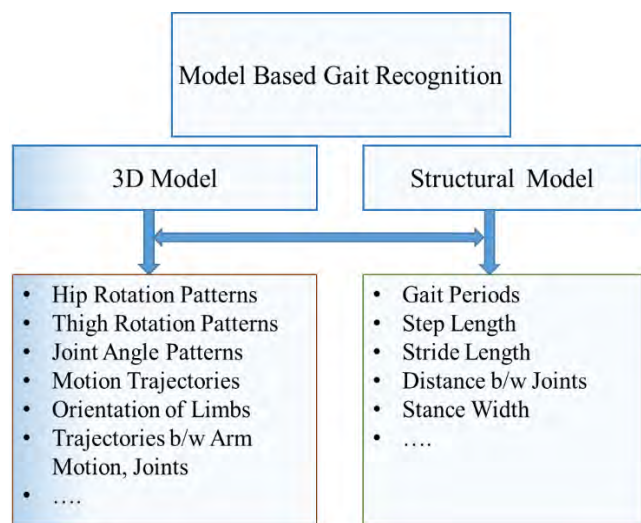 Model Based Gait Recognition
3D Model
Structural Model
• Hip Rotation Patterns
• Thigh Rotation Patterns
• Joint Angle Patterns
• Motion Trajectories
• Orientation of Limbs
• Trajectories b/w Arm
Motion, Joints
• ….
• Gait Periods
• Step Length
• Stride Length
• Distance b/w Joints
• Stance Width
• ….